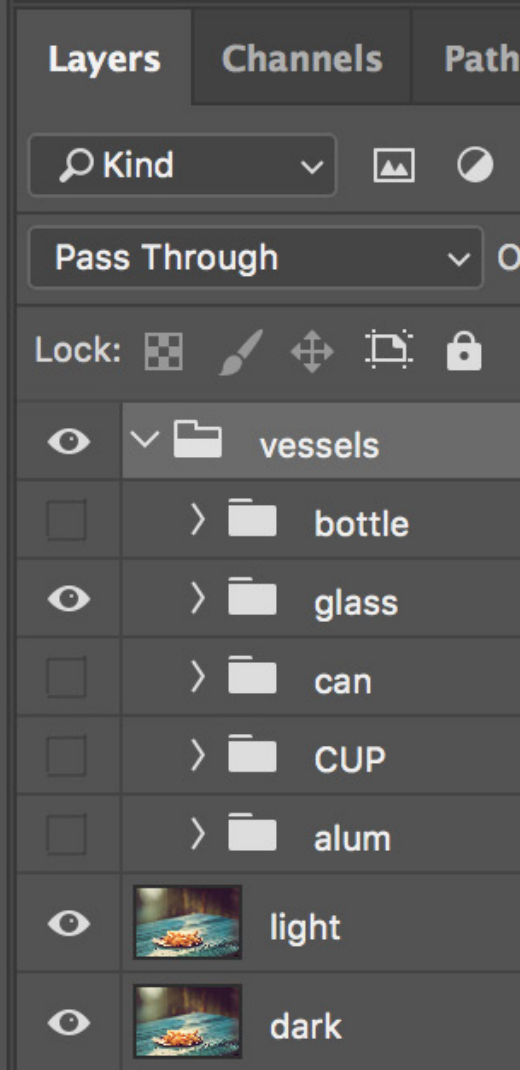 Layers Channels Path
Kind
Pass Through O
Lock:
vessels
bottle
glass
can
CUP
alum
light
dark